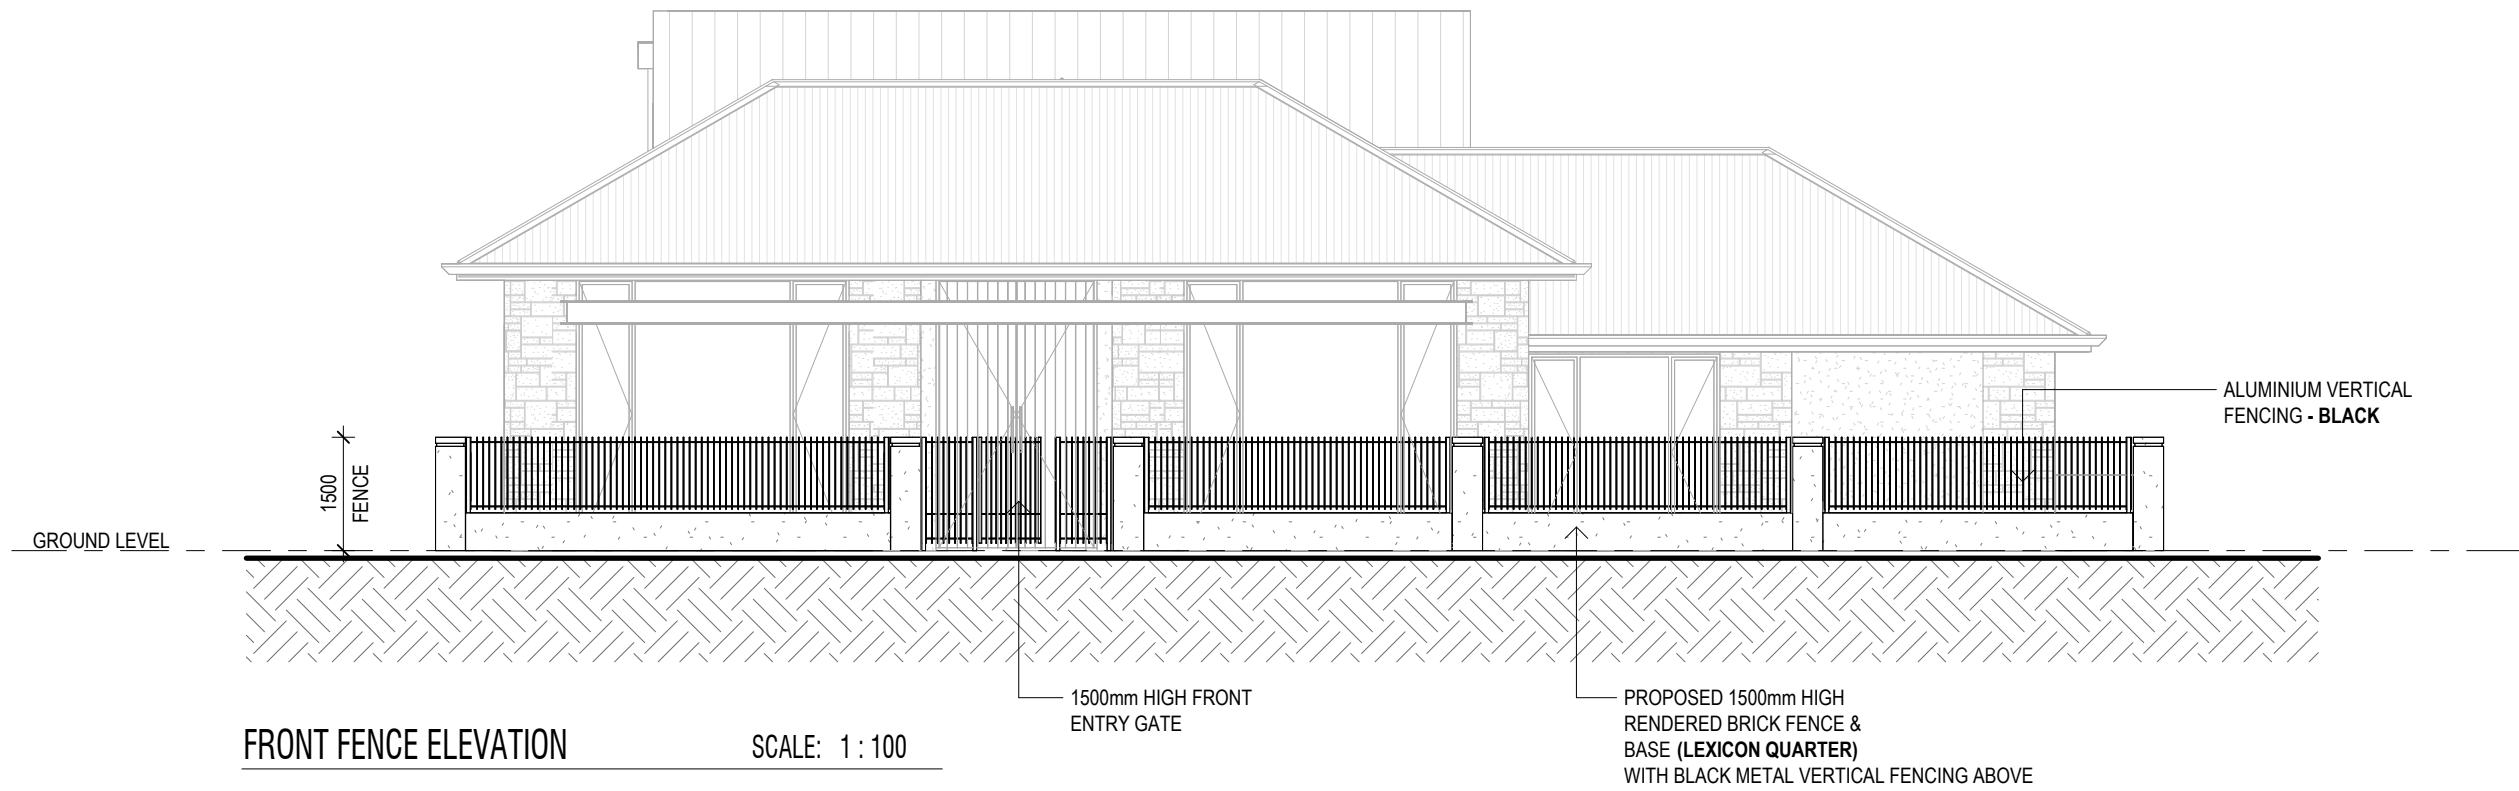 ALUMINIUM VERTICAL
FENCING - BLACK
1500
FENCE
GROUND LEVEL
1500mm HIGH FRONT
ENTRY GATE
PROPOSED 1500mm HIGH
RENDERED BRICK FENCE &
BASE (LEXICON QUARTER)
WITH BLACK METAL VERTICAL FENCING ABOVE
FRONT FENCE ELEVATION
SCALE: 1 : 100